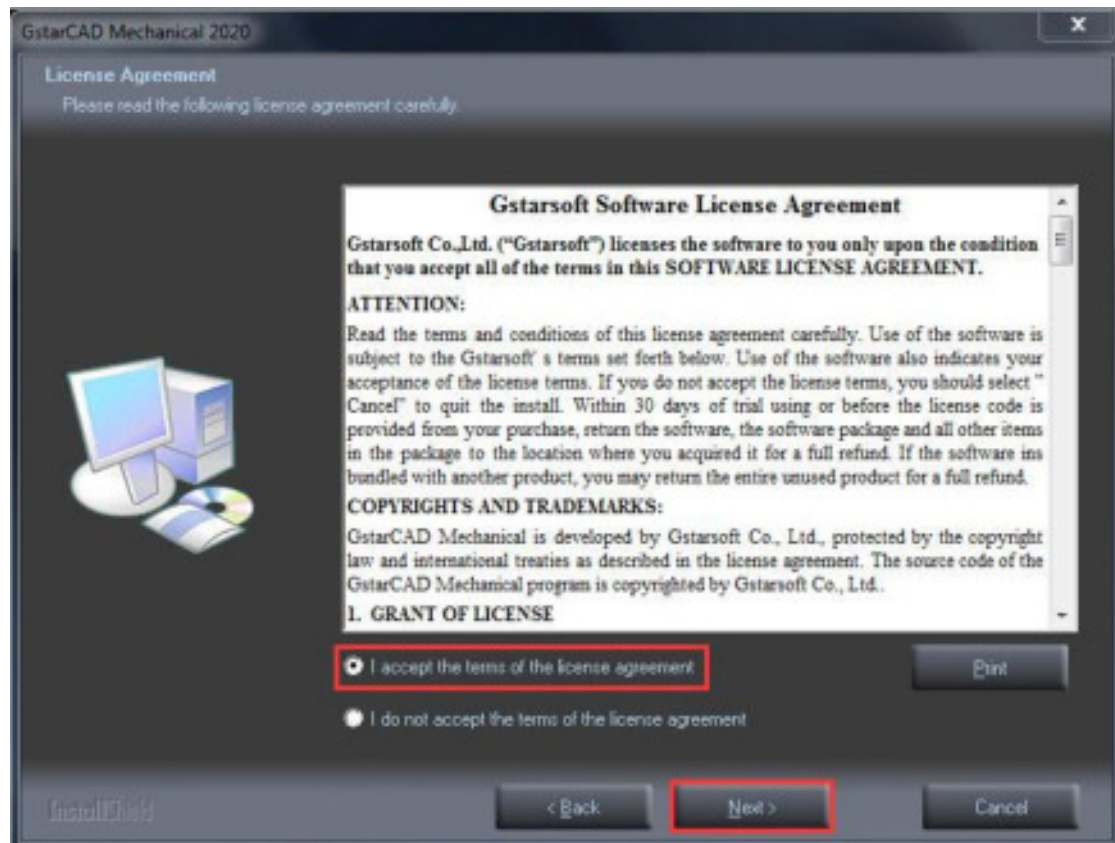 GstarCAD Mechanical 2020
License Agreement
Please read the following license agreement carefully.
Gstarsoft Software License Agreement
Gstarsoft Co.,Ltd. (“Gstarsoft”) licenses the software to you only upon the condition
that you accept all of the terms in this SOFTWARE LICENSE AGREEMENT.
ATTENTION:
Read the terms and conditions of this license agreement carefully. Use of the software is
subject to the Gstarsoft' s terms set forth below. Use of the software also indicates your
acceptance of the license terms. If you do not accept the license terms, you should select ”
Cancel” to quit the install. Within 30 days of trial using or before the license code is
provided from your purchase, return the software, the software package and all other items
in the package to the location where you acquired it for a full refund. If the software ins
bundled with another product, you may return the entire unused product for a full refund.
COPYRIGHTS AND TRADEMARKS:
GstarCAD Mechanical is developed by Gstarsoft Co., Ltd., protected by the copyright
law and international treaties as described in the license agreement. The source code of the
GstarCAD Mechanical program is copyrighted by Gstarsoft Co., Ltd..
1. GRANT OF LICENSE
I accept the terms of the license agreement
Print
I do not accept the terms of the license agreement
InstallShield
< Back
Next >
Cancel